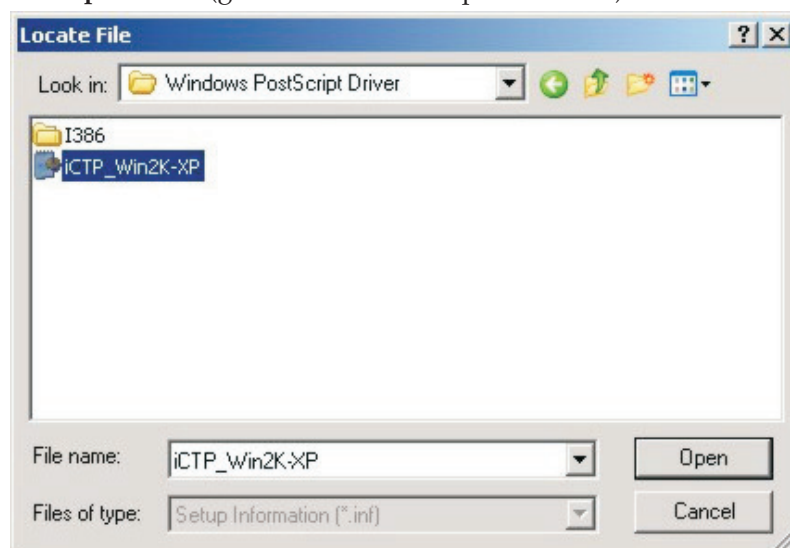 Locate File
Look in: Windows PostScript Driver
I386
iCTP_Win2K-XP
File name: iCTP_Win2K-XP Open
Files of type: Setup Information (*.inf) Cancel